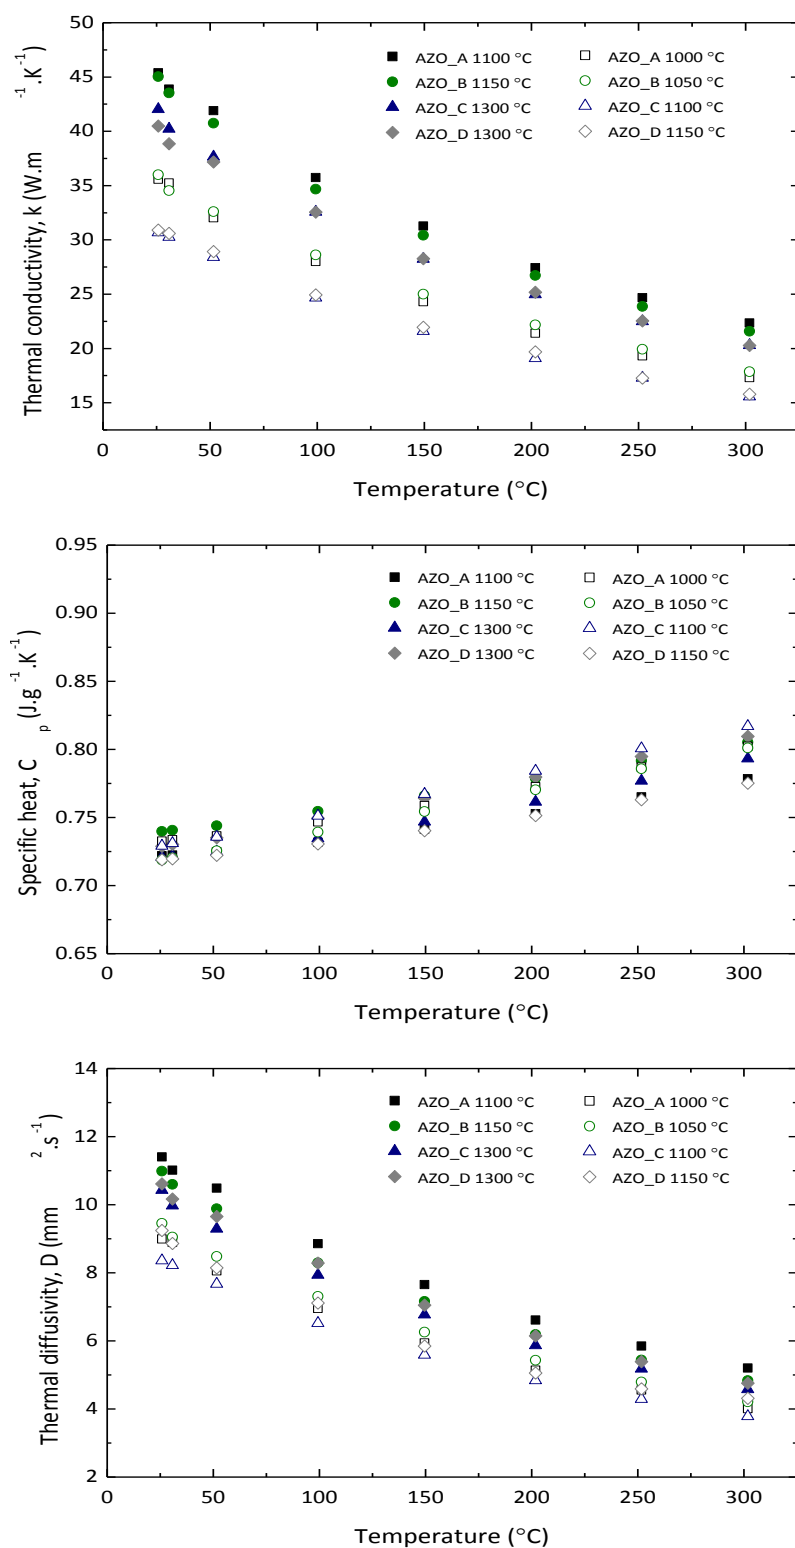 Thermal conductivity, k (W.m⁻¹.K⁻¹)
50
45
40
35
30
25
20
15
AZO_A 1100 °C AZO_A 1000 °C
AZO_B 1150 °C AZO_B 1050 °C
AZO_C 1300 °C AZO_C 1100 °C
AZO_D 1300 °C AZO_D 1150 °C
0 50 100 150 200 250 300
Temperature (°C)
Specific heat, C p (J.g⁻¹.K⁻¹)
0.95
0.90
0.85
0.80
0.75
0.70
0.65
AZO_A 1100 °C AZO_A 1000 °C
AZO_B 1150 °C AZO_B 1050 °C
AZO_C 1300 °C AZO_C 1100 °C
AZO_D 1300 °C AZO_D 1150 °C
0 50 100 150 200 250 300
Temperature (°C)
Thermal diffusivity, D (mm².s⁻¹)
14
12
10
8
6
4
2
AZO_A 1100 °C AZO_A 1000 °C
AZO_B 1150 °C AZO_B 1050 °C
AZO_C 1300 °C AZO_C 1100 °C
AZO_D 1300 °C AZO_D 1150 °C
0 50 100 150 200 250 300
Temperature (°C)